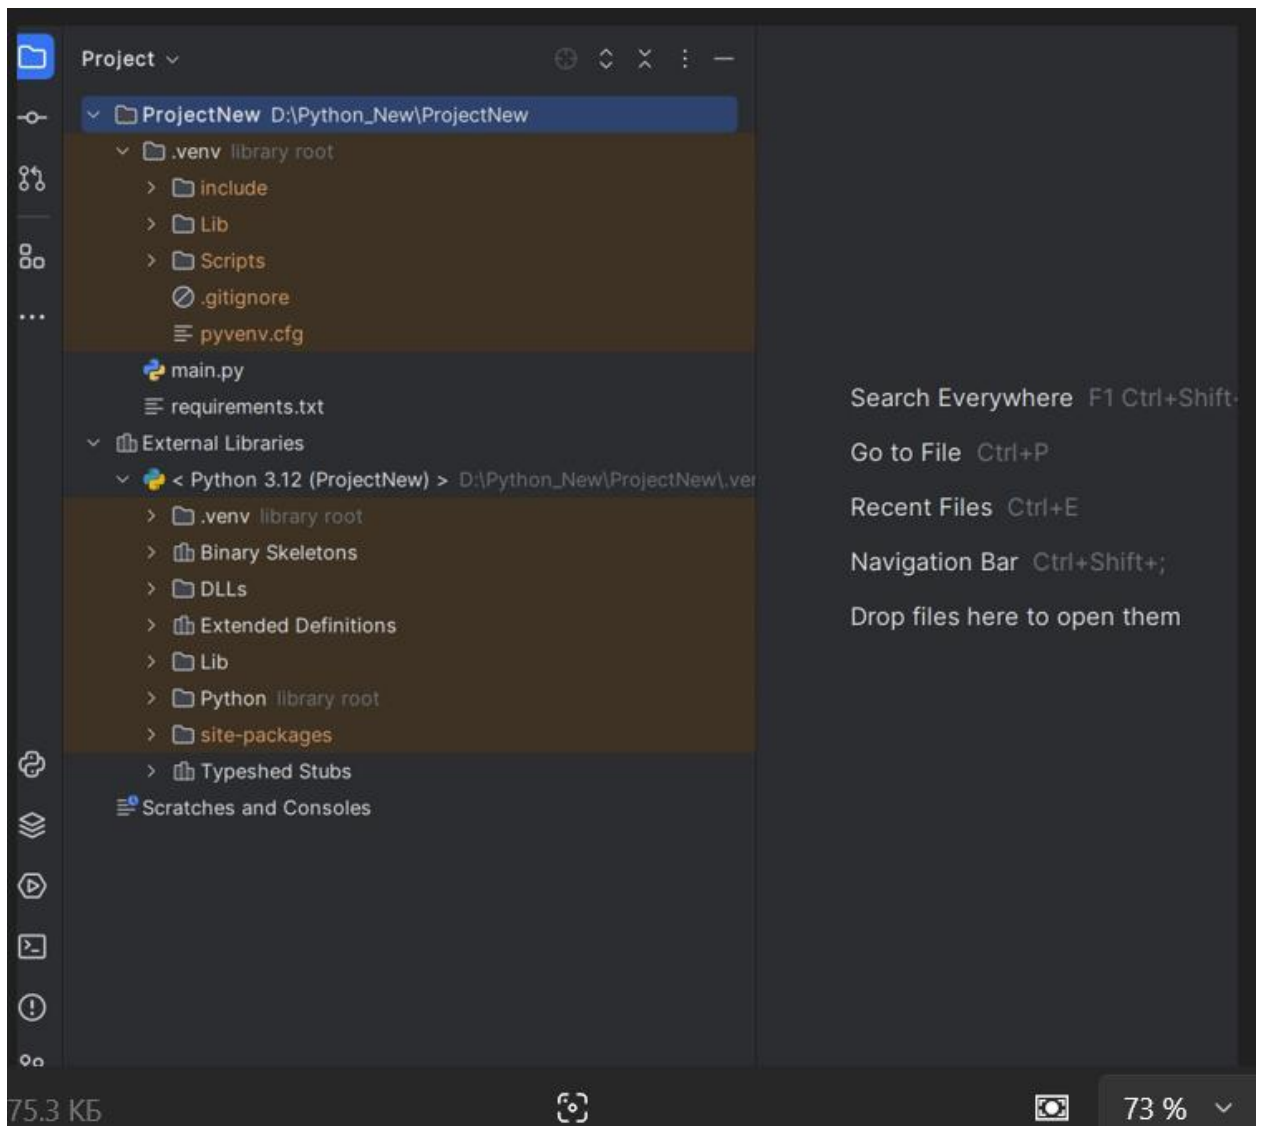 Project
ProjectNew D:\Python_New\ProjectNew
.venv library root
include
Lib
Scripts
.gitignore
pyvenv.cfg
main.py
requirements.txt
External Libraries
< Python 3.12 (ProjectNew) > D:\Python_New\ProjectNew\.ver
.venv library root
Binary Skeletons
DLLs
Extended Definitions
Lib
Python library root
site-packages
Typeshed Stubs
Scratches and Consoles
Search Everywhere F1 Ctrl+Shift-
Go to File Ctrl+P
Recent Files Ctrl+E
Navigation Bar Ctrl+Shift+;
Drop files here to open them
75.3 КБ
73 %